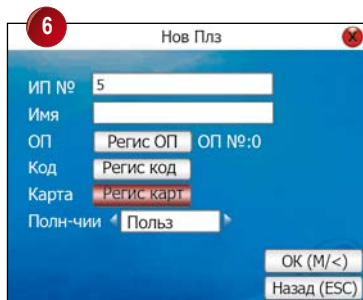 6
Нов Плз
ИП № 5
Имя
ОП Регис ОП ОП №:0
Код Регис код
Карта Регис карт
Полн-чии Польз
ОК (М/<)
Назад (ESC)